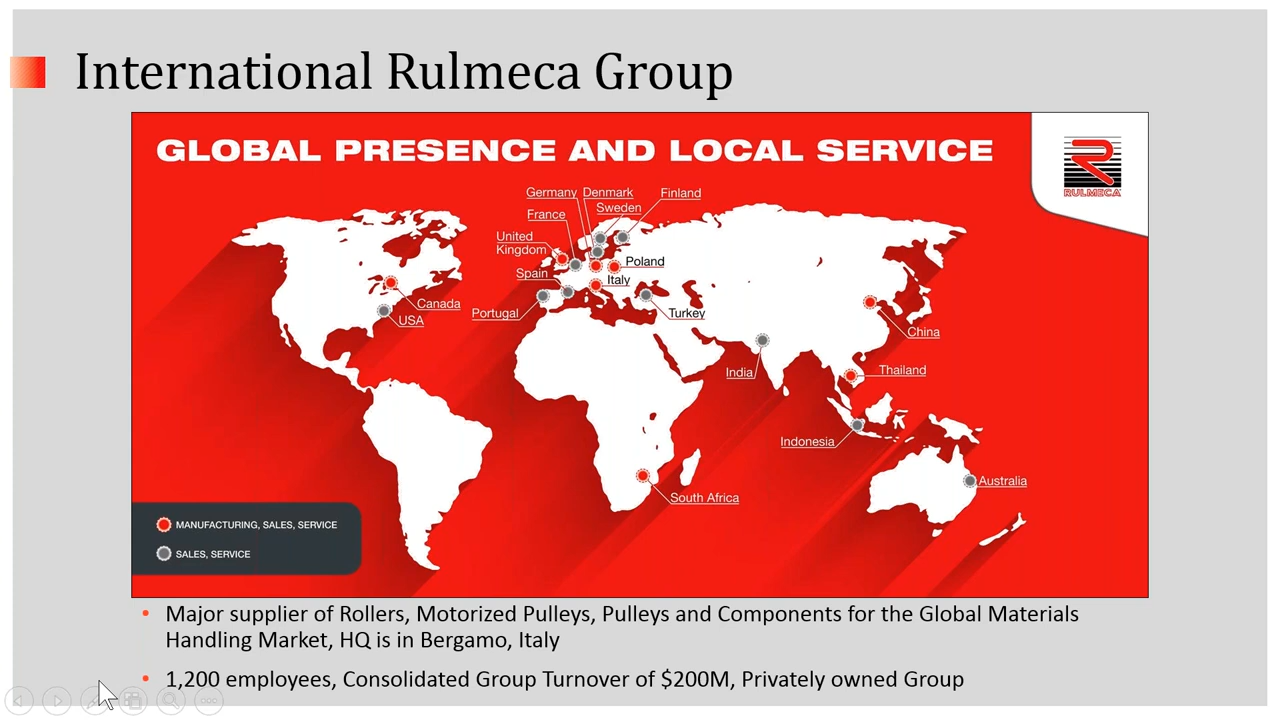 International Rulmeca Group
GLOBAL PRESENCE AND LOCAL SERVICE
RULMECA
Germany
Denmark
Finland
Sweden
France
United
Kingdom
Poland
Spain
Italy
Canada
Portugal
Turkey
USA
China
India
Thailand
Indonesia
Australia
South Africa
MANUFACTURING, SALES, SERVICE
SALES, SERVICE
• Major supplier of Rollers, Motorized Pulleys, Pulleys and Components for the Global Materials
Handling Market, HQ is in Bergamo, Italy
• 1,200 employees, Consolidated Group Turnover of $200M, Privately owned Group